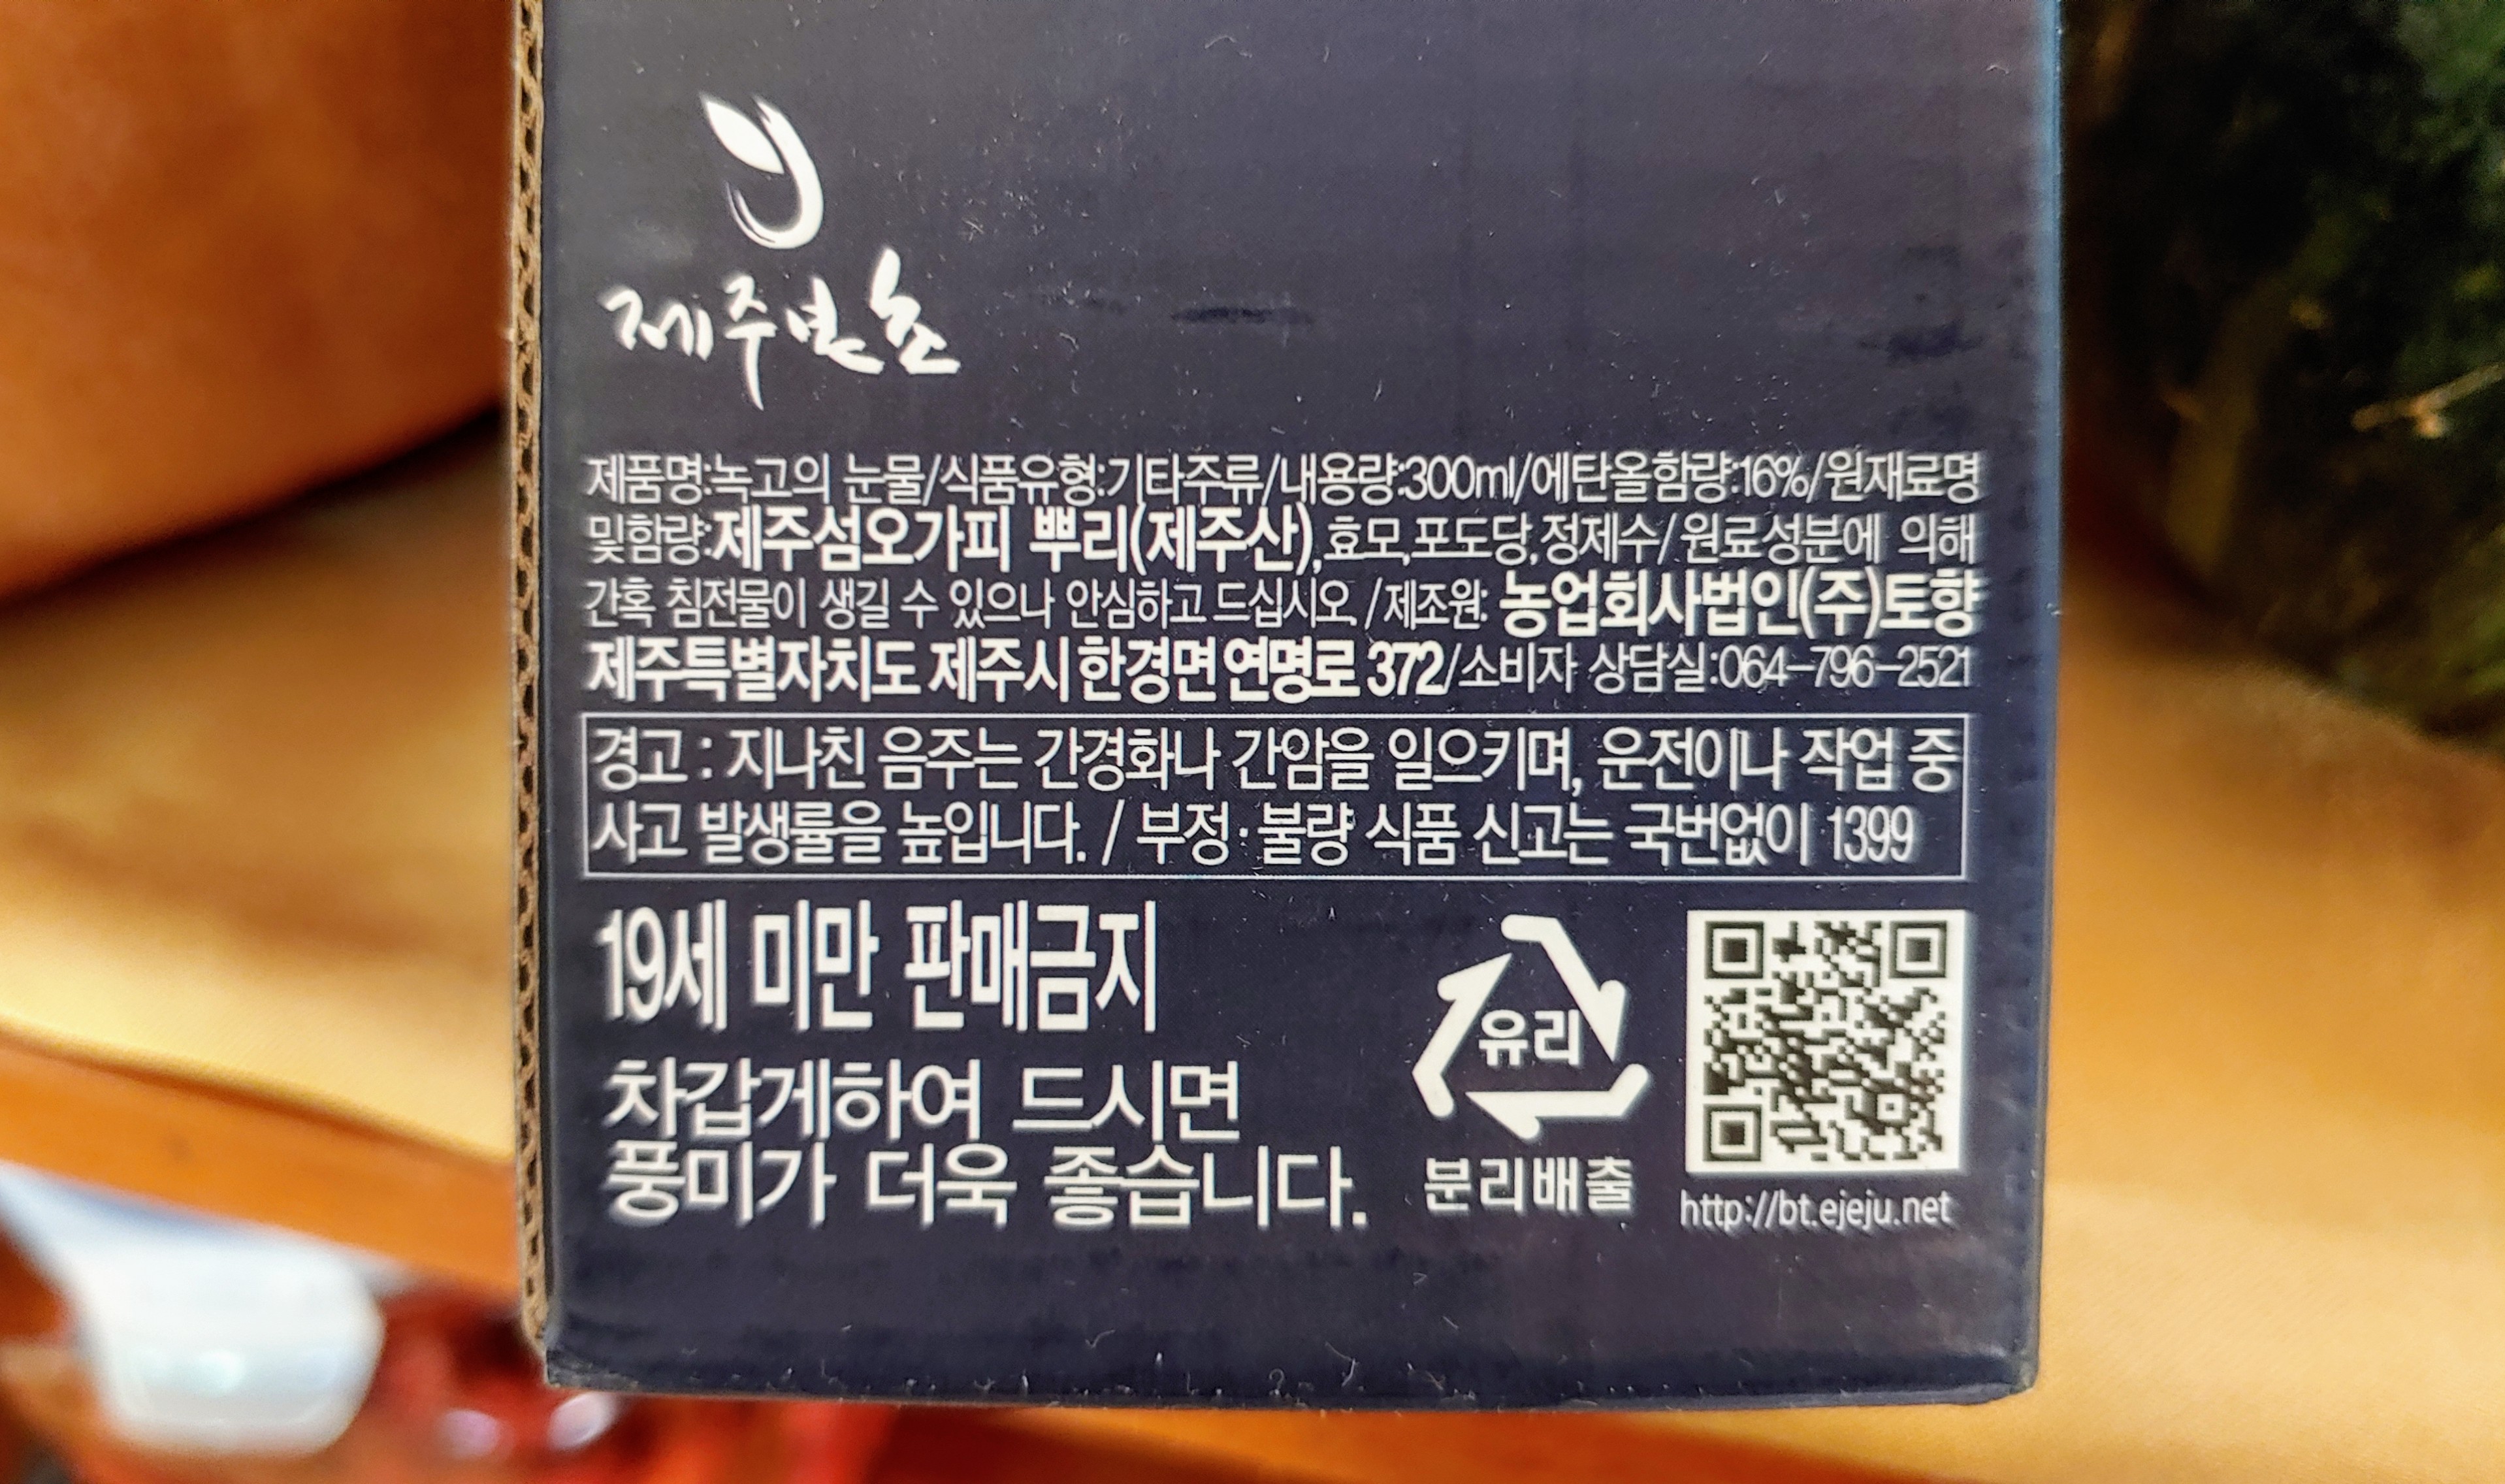 제주본초
제품명:녹고의 눈물/식품유형:기타주류/내용량:300ml/에탄올함량:16%/원재료명
및함량:제주섬오가피 뿌리(제주산),효모,포도당,정제수/원료성분에 의해
간혹 침전물이 생길 수 있으나 안심하고 드십시오./제조원: 농업회사법인(주)토향
제주특별자치도 제주시 한경면 연명로 372/소비자 상담실:064-796-2521
경고 : 지나친 음주는 간경화나 간암을 일으키며, 운전이나 작업 중
사고 발생률을 높입니다. / 부정·불량 식품 신고는 국번없이 1399
19세 미만 판매금지
차갑게하여 드시면
풍미가 더욱 좋습니다.
유리
분리배출
http://bt.ejeju.net